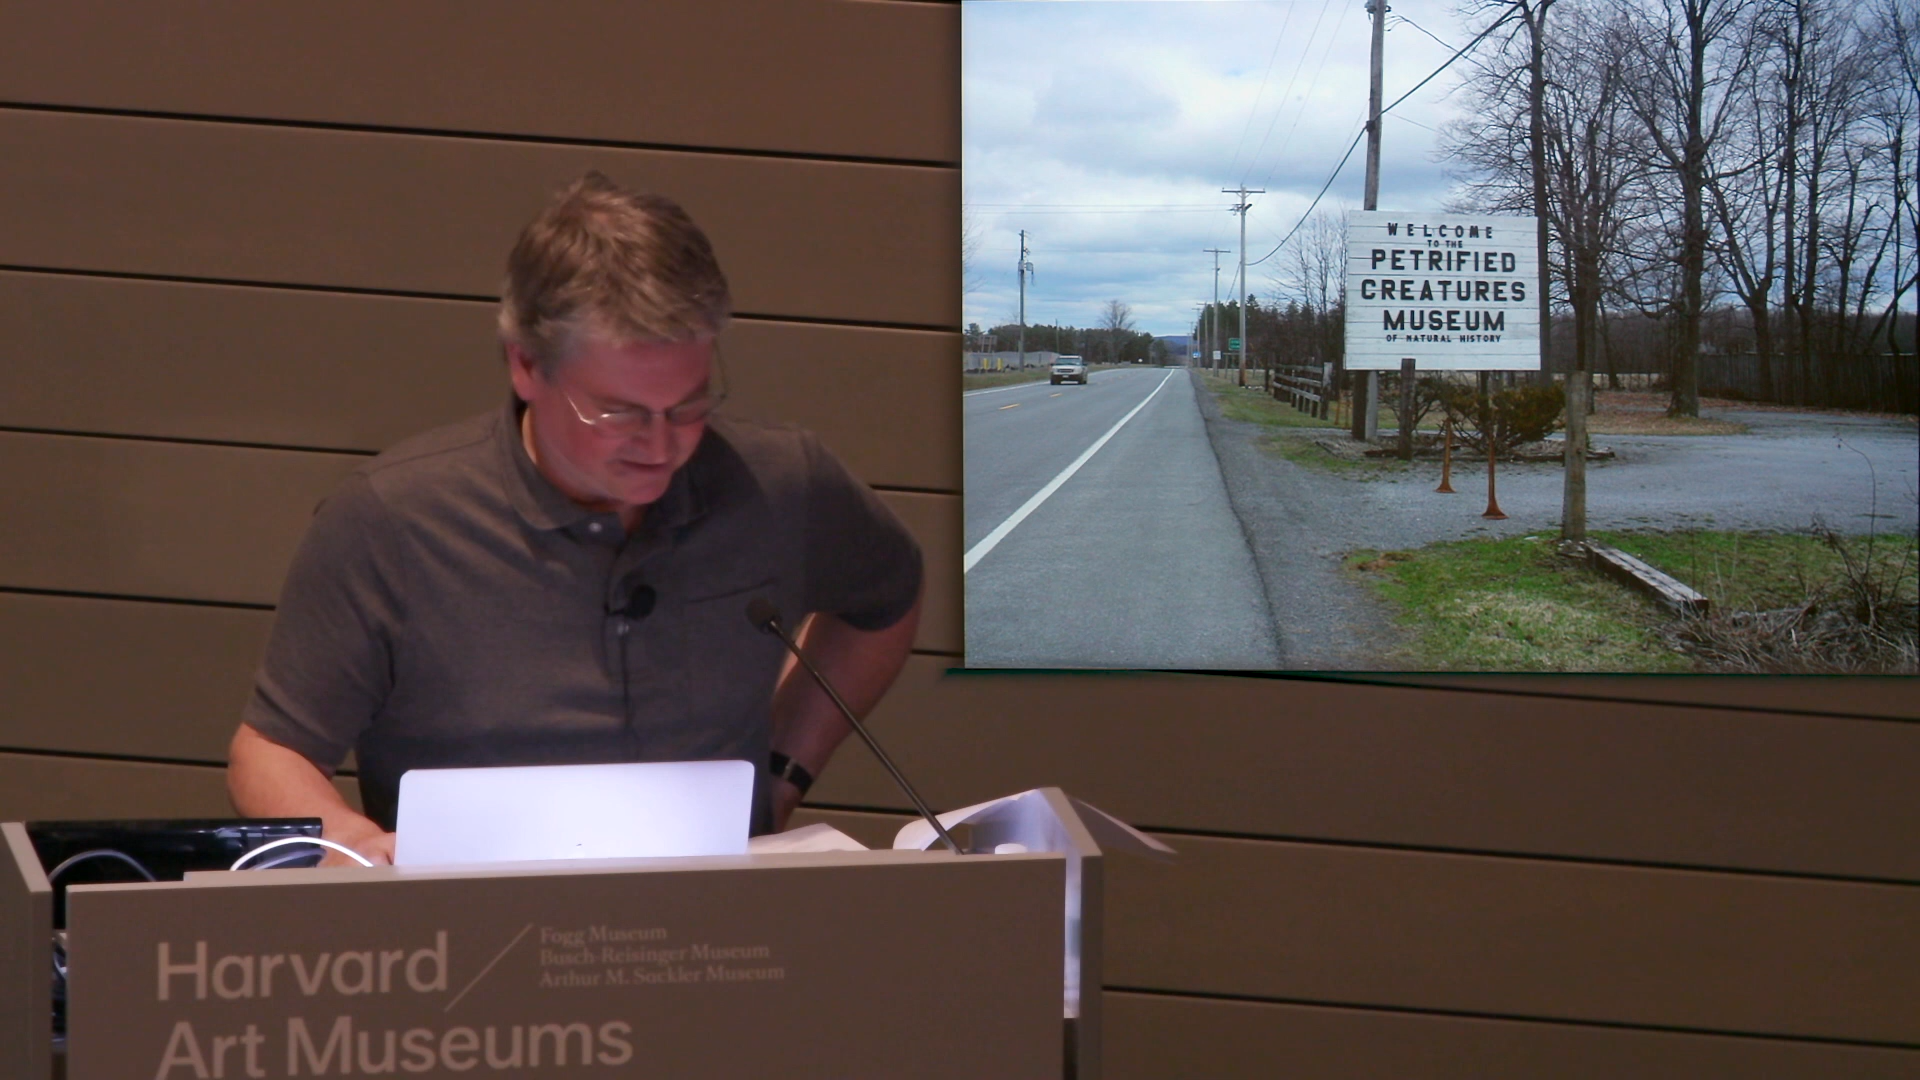 WELCOME
TO THE
PETRIFIED
CREATURES
MUSEUM
OF NATURAL HISTORY
Harvard
Art Museums
Fogg Museum
Busch-Reisinger Museum
Arthur M. Sackler Museum